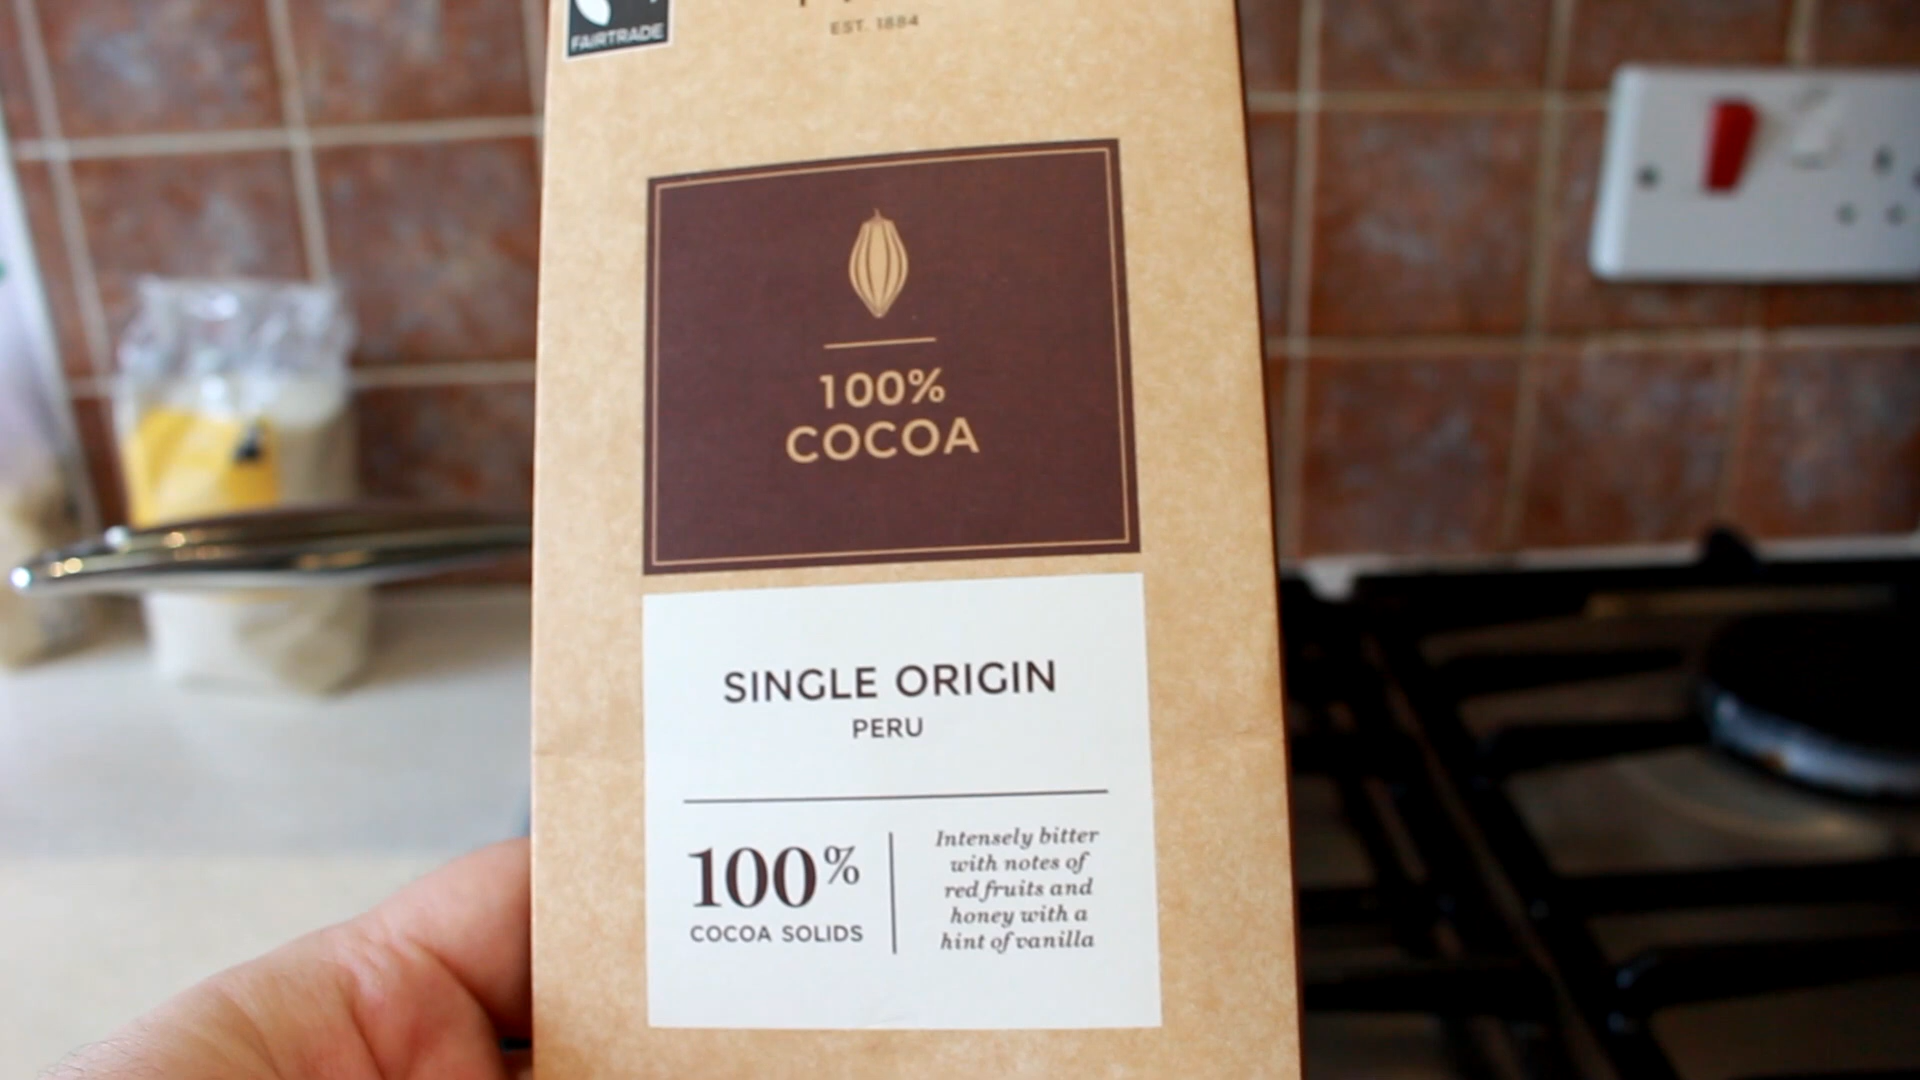 FAIRTRADE
EST. 1884
100%
COCOA
SINGLE ORIGIN
PERU
100%
COCOA SOLIDS
Intensely bitter
with notes of
red fruits and
honey with a
hint of vanilla